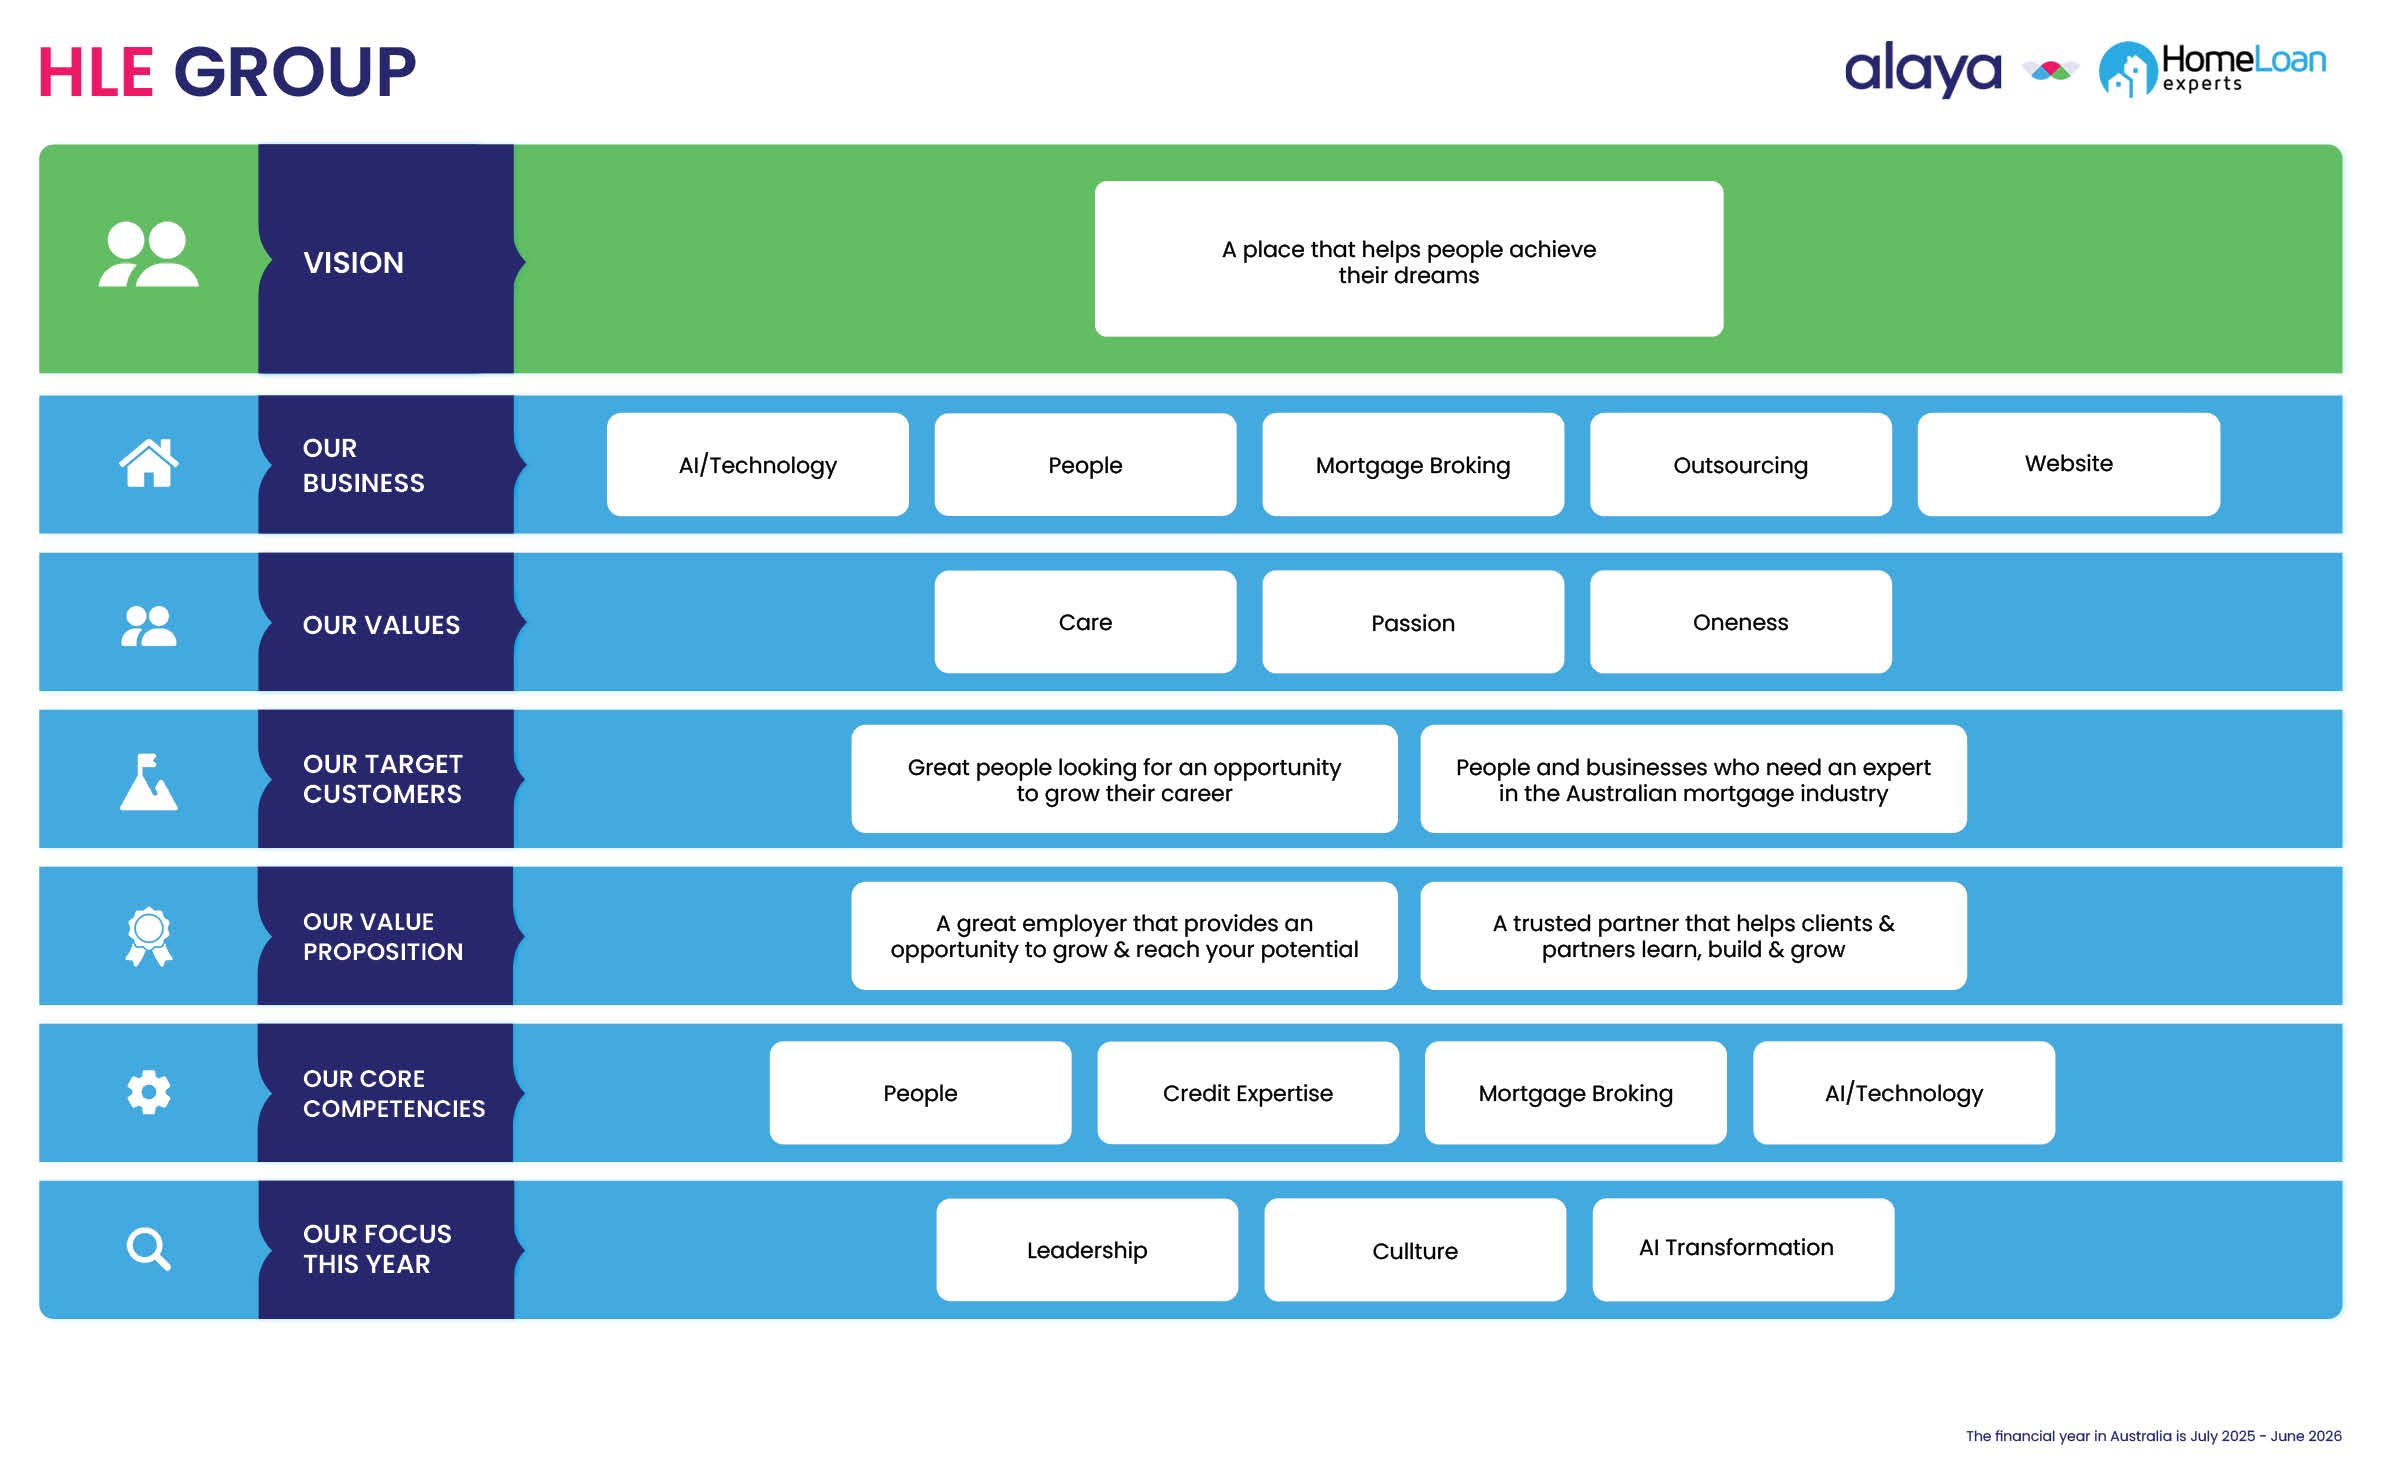 HLE GROUP
alaya
HomeLoan
experts
VISION
A place that helps people achieve
their dreams
OUR
BUSINESS
AI/Technology
People
Mortgage Broking
Outsourcing
Website
OUR VALUES
Care
Passion
Oneness
OUR TARGET
CUSTOMERS
Great people looking for an opportunity
to grow their career
People and businesses who need an expert
in the Australian mortgage industry
OUR VALUE
PROPOSITION
A great employer that provides an
opportunity to grow & reach your potential
A trusted partner that helps clients &
partners learn, build & grow
OUR CORE
COMPETENCIES
People
Credit Expertise
Mortgage Broking
AI/Technology
OUR FOCUS
THIS YEAR
Leadership
Cullture
AI Transformation
The financial year in Australia is July 2025 - June 2026